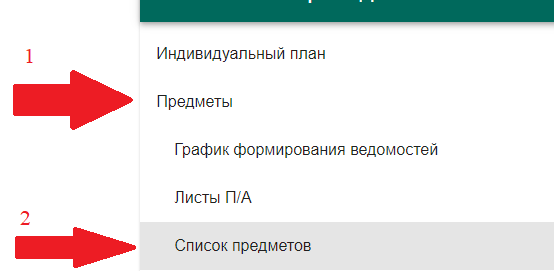 Индивидуальный план
1
Предметы
График формирования ведомостей
Листы П/А
2
Список предметов